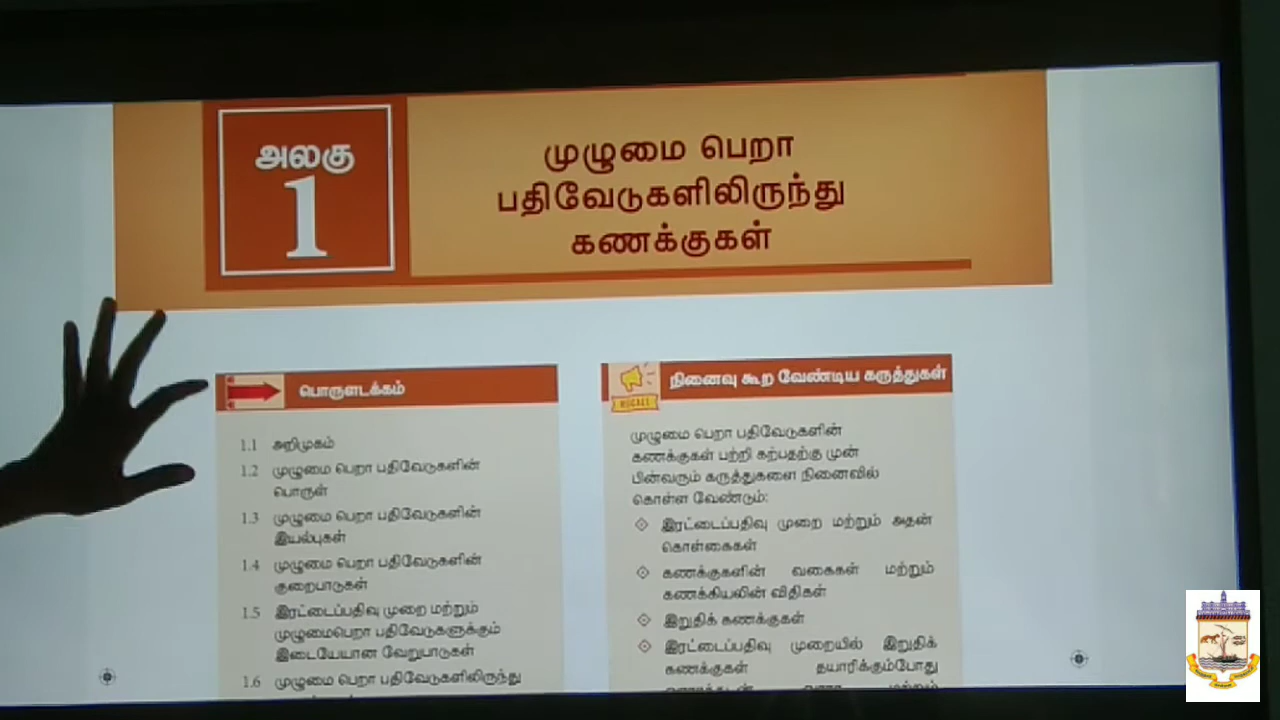 அலகு
1
முழுமை பெறா
பதிவேடுகளிலிருந்து
கணக்குகள்
பொருளடக்கம்
1.1 அறிமுகம்
1.2 முழுமை பெறா பதிவேடுகளின்
பொருள்
1.3 முழுமை பெறா பதிவேடுகளின்
இயல்புகள்
1.4 முழுமை பெறா பதிவேடுகளின்
குறைபாடுகள்
1.5 இரட்டைப்பதிவு முறை மற்றும்
முழுமைபெறா பதிவேடுகளுக்கும்
இடையேயான வேறுபாடுகள்
1.6 முழுமை பெறா பதிவேடுகளிலிருந்து
RECALL
நினைவு கூற வேண்டிய கருத்துகள்
முழுமை பெறா பதிவேடுகளின்
கணக்குகள் பற்றி கற்பதற்கு முன்
பின்வரும் கருத்துகளை நினைவில்
கொள்ள வேண்டும்:
இரட்டைப்பதிவு முறை மற்றும் அதன்
கொள்கைகள்
கணக்குகளின் வகைகள் மற்றும்
கணக்கியலின் விதிகள்
இறுதிக் கணக்குகள்
இரட்டைப்பதிவு முறையில் இறுதிக்
கணக்குகள் தயாரிக்கும்போது
மற்றும்